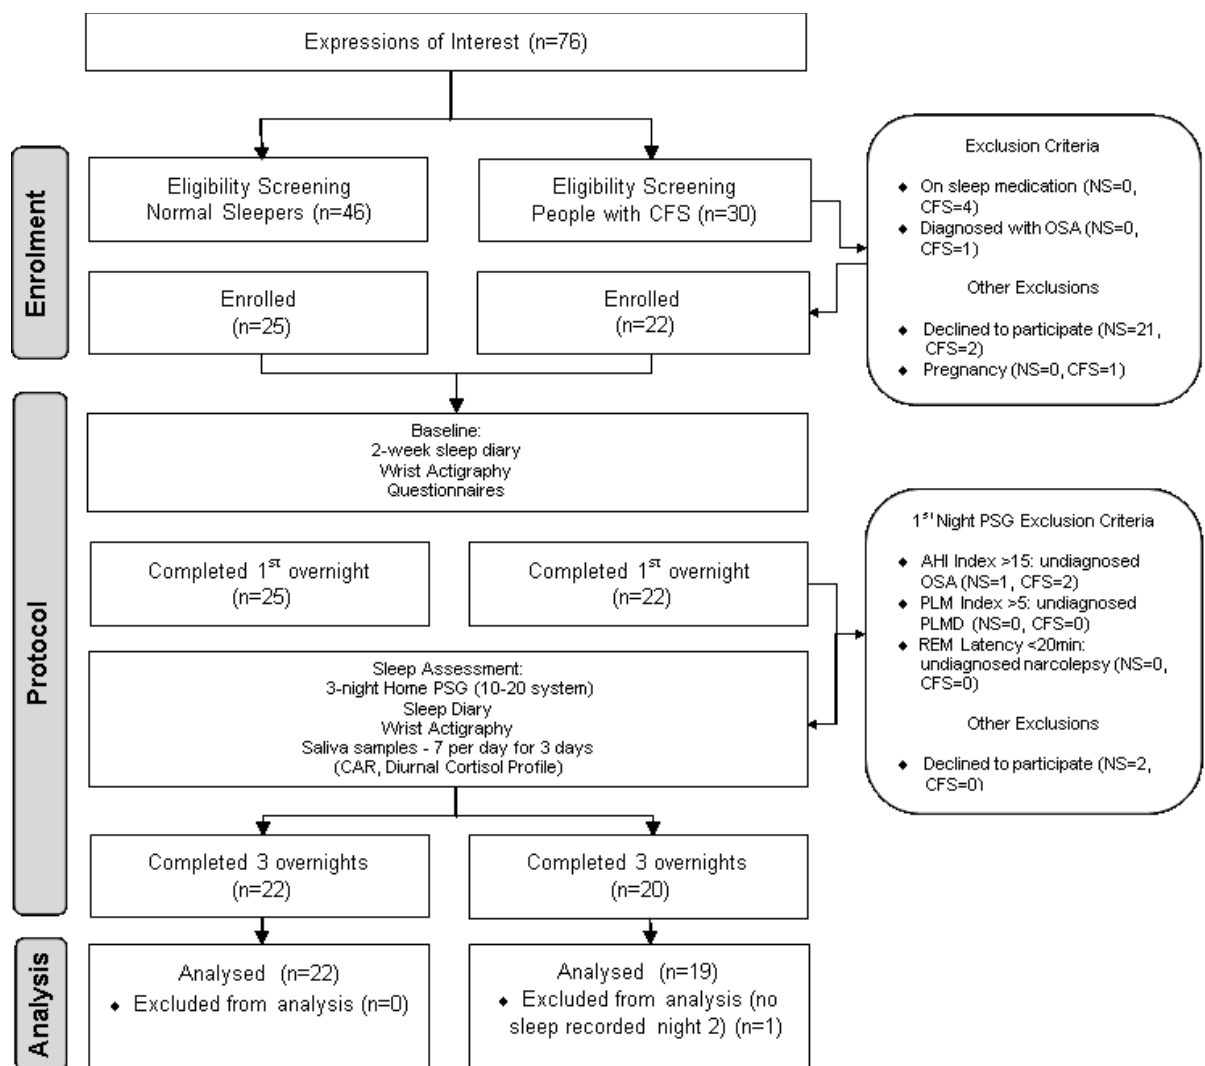 Expressions of Interest (n=76)
Enrolment
Eligibility Screening
Normal Sleepers (n=46)
Eligibility Screening
People with CFS (n=30)
Exclusion Criteria
♦ On sleep medication (NS=0,
CFS=4)
♦ Diagnosed with OSA (NS=0,
CFS=1)
Other Exclusions
♦ Declined to participate (NS=21,
CFS=2)
♦ Pregnancy (NS=0, CFS=1)
Enrolled
(n=25)
Enrolled
(n=22)
Protocol
Baseline:
2-week sleep diary
Wrist Actigraphy
Questionnaires
Completed 1st overnight
(n=25)
Completed 1st overnight
(n=22)
1st Night PSG Exclusion Criteria
♦ AHI Index >15: undiagnosed
OSA (NS=1, CFS=2)
♦ PLM Index >5: undiagnosed
PLMD (NS=0, CFS=0)
♦ REM Latency <20min:
undiagnosed narcolepsy (NS=0,
CFS=0)
Other Exclusions
♦ Declined to participate (NS=2,
CFS=0)
Sleep Assessment:
3-night Home PSG (10-20 system)
Sleep Diary
Wrist Actigraphy
Saliva samples - 7 per day for 3 days
(CAR, Diurnal Cortisol Profile)
Completed 3 overnights
(n=22)
Completed 3 overnights
(n=20)
Analysis
Analysed (n=22)
♦ Excluded from analysis (n=0)
Analysed (n=19)
♦ Excluded from analysis (no
sleep recorded night 2) (n=1)